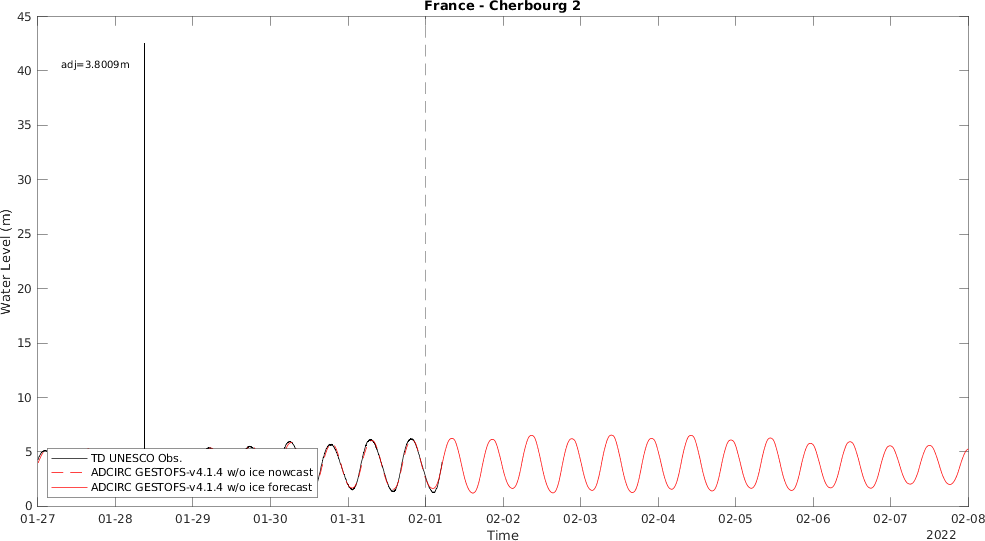 France - Cherbourg 2
45
40
35
30
25
20
15
10
5
0
Water Level (m)
adj=3.8009m
TD UNESCO Obs.
ADCIRC GESTOFS-v4.1.4 w/o ice nowcast
ADCIRC GESTOFS-v4.1.4 w/o ice forecast
01-27 01-28 01-29 01-30 01-31 02-01 02-02 02-03 02-04 02-05 02-06 02-07 02-08
Time
2022